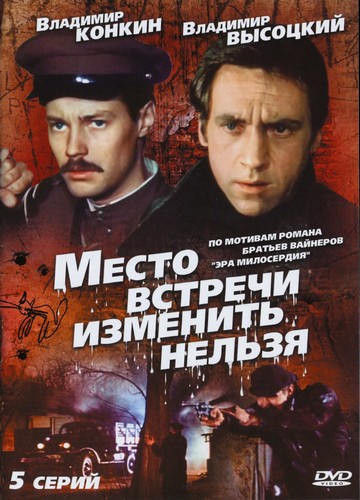 Владимир
КОНКИН
Владимир
ВЫСОЦКИЙ
ПО МОТИВАМ РОМАНА
БРАТЬЕВ ВАЙНЕРОВ
"ЭРА МИЛОСЕРДИЯ"
МЕСТО
ВСТРЕЧИ
ИЗМЕНИТЬ
НЕЛЬЗЯ
5 СЕРИЙ
DVD
VIDEO